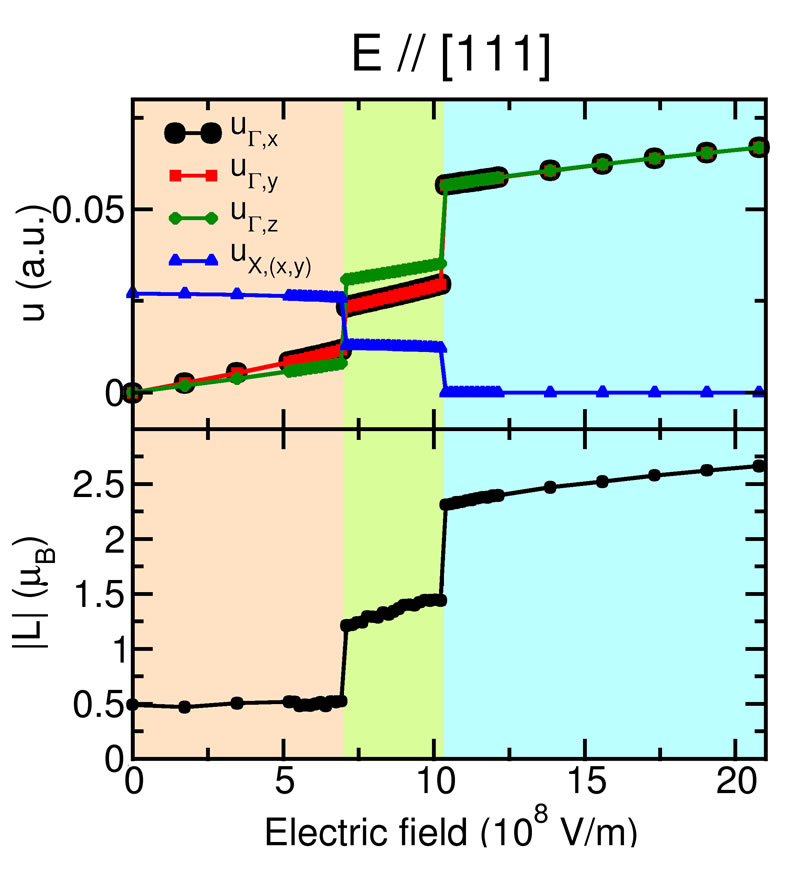 E // [111]
u_Γ,x
u_Γ,y
u_Γ,z
u_X,(x,y)
u (a.u.)
0.05
0
|L| (μ_B)
2.5
2
1.5
1
0.5
0
0 5 10 15 20
Electric field (10^8 V/m)